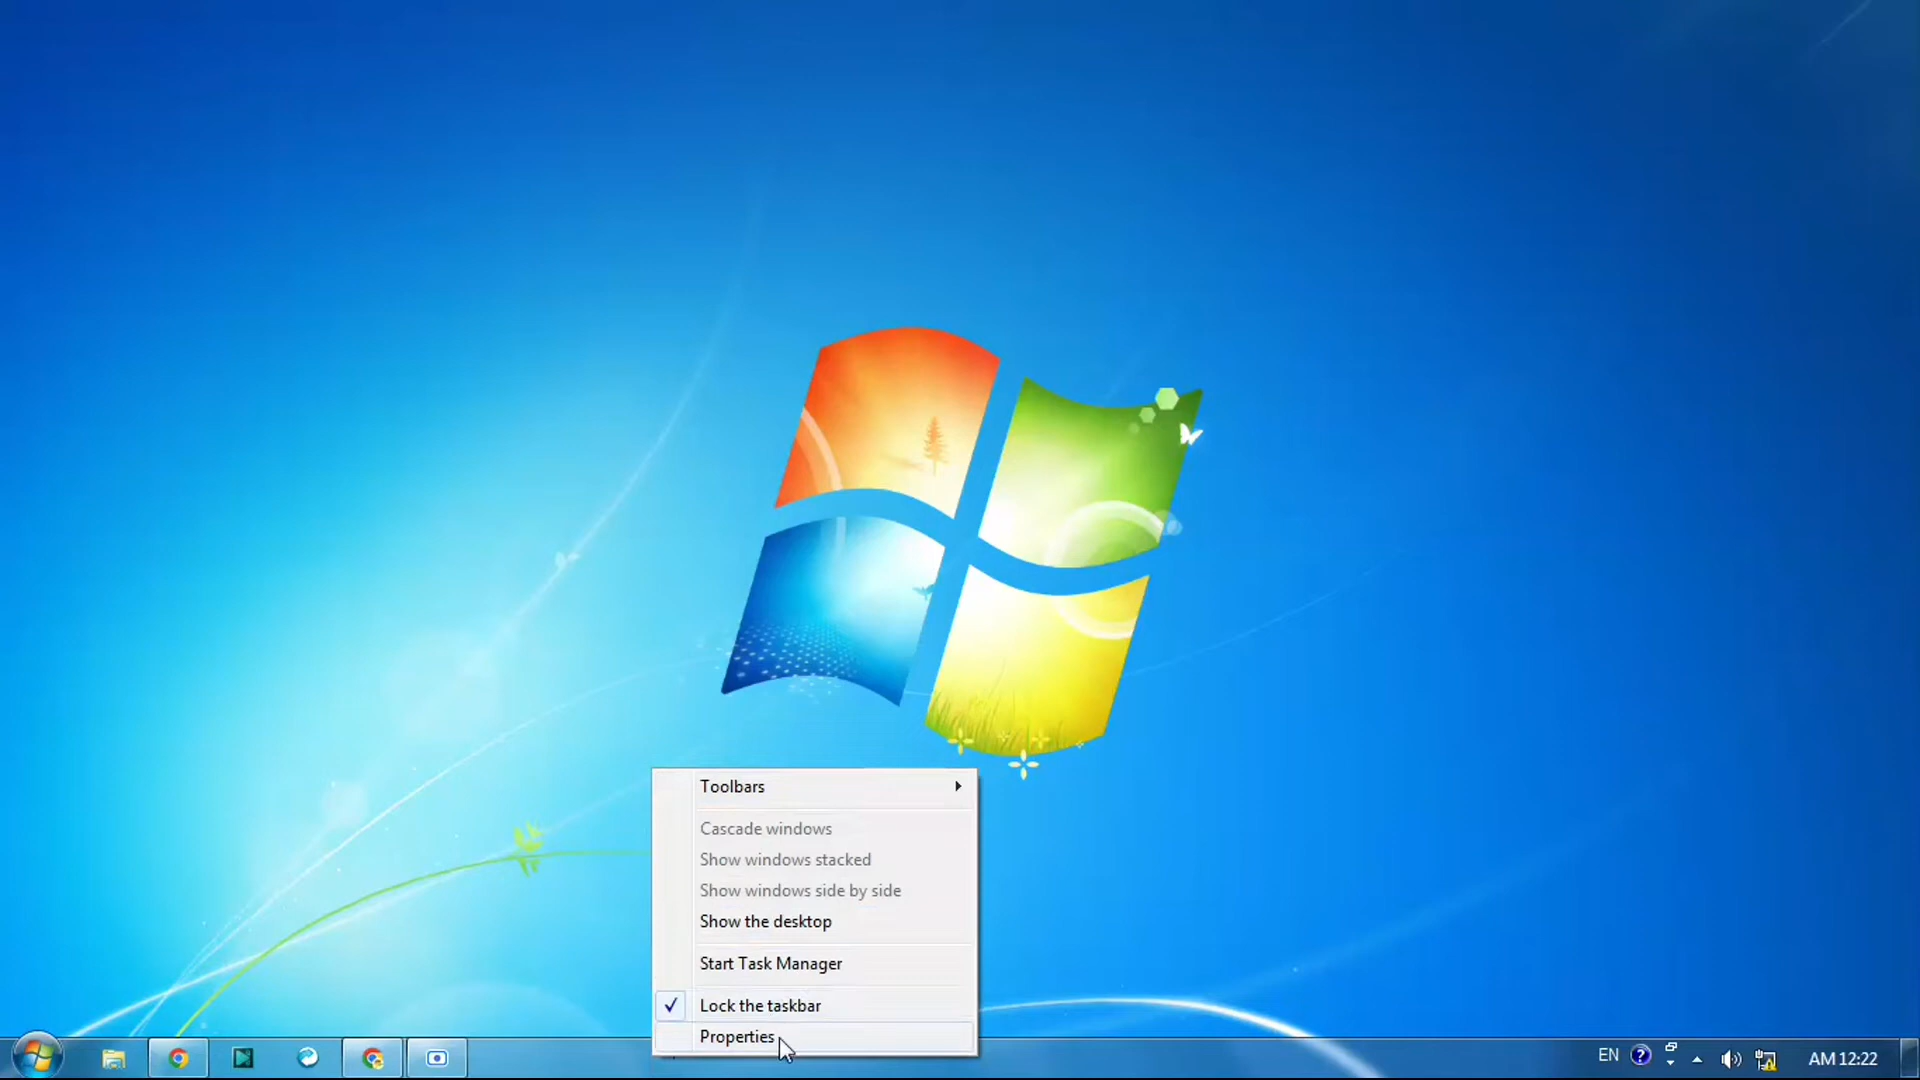 Toolbars
Cascade windows
Show windows stacked
Show windows side by side
Show the desktop
Start Task Manager
Lock the taskbar
Properties
EN
AM 12:22